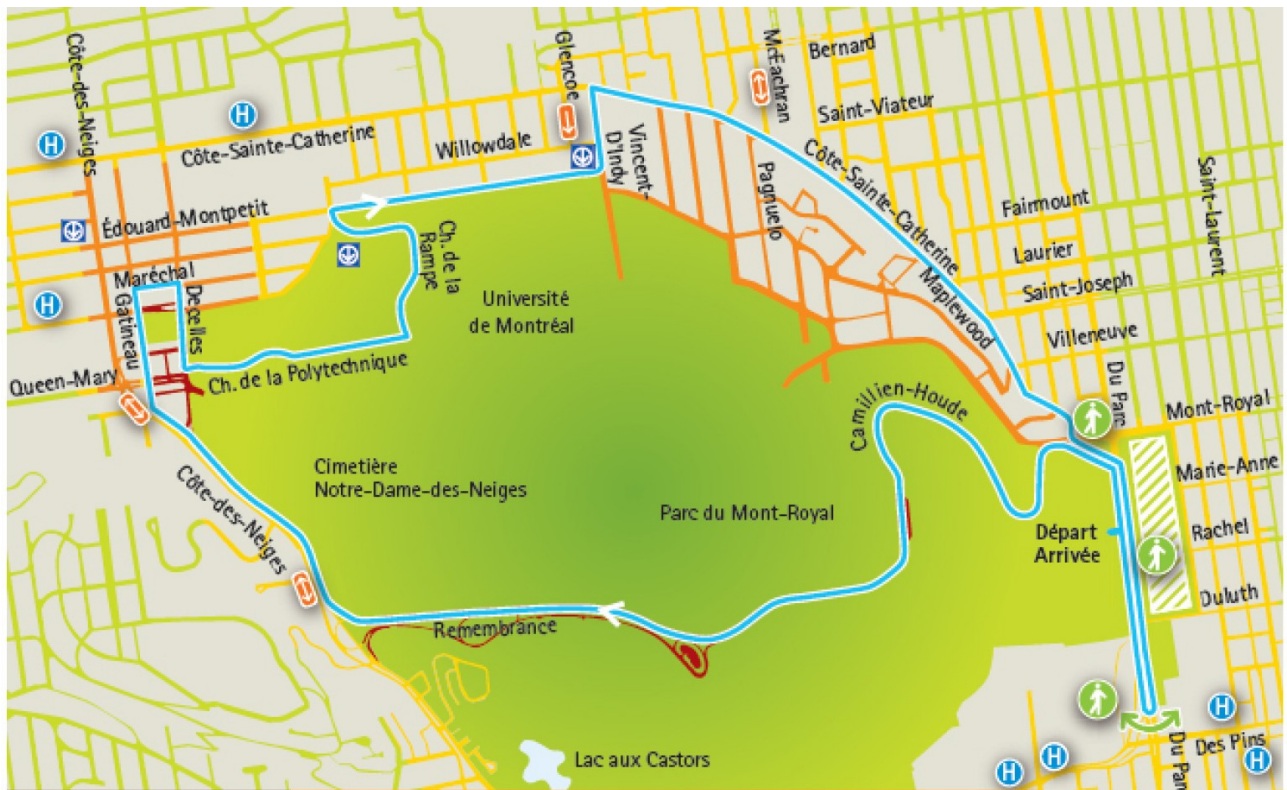 Côte-des-Neiges
Glencoe
McEachran
Bernard
H
H
Saint-Viateur
Côte-Sainte-Catherine
Willowdale
Vincent-
D'Indy
Côte-Sainte-Catherine
Pagnuelo
Saint-laurent
Édouard-Montpetit
Fairmount
Ch. de la
Rampe
Laurier
Maréchal
Maplewood
Saint-Joseph
H
Gatineau
Decelles
Université
de Montréal
Villeneuve
Queen-Mary
Ch. de la Polytechnique
Du Parc
Camillien-Houde
Mont-Royal
Cimetière
Notre-Dame-des-Neiges
Marie-Anne
Côte-des-Neiges
Parc du Mont-Royal
Départ
Arrivée
Rachel
Duluth
Remembrance
H
Des Pins
Du Par
Lac aux Castors
H
H
H